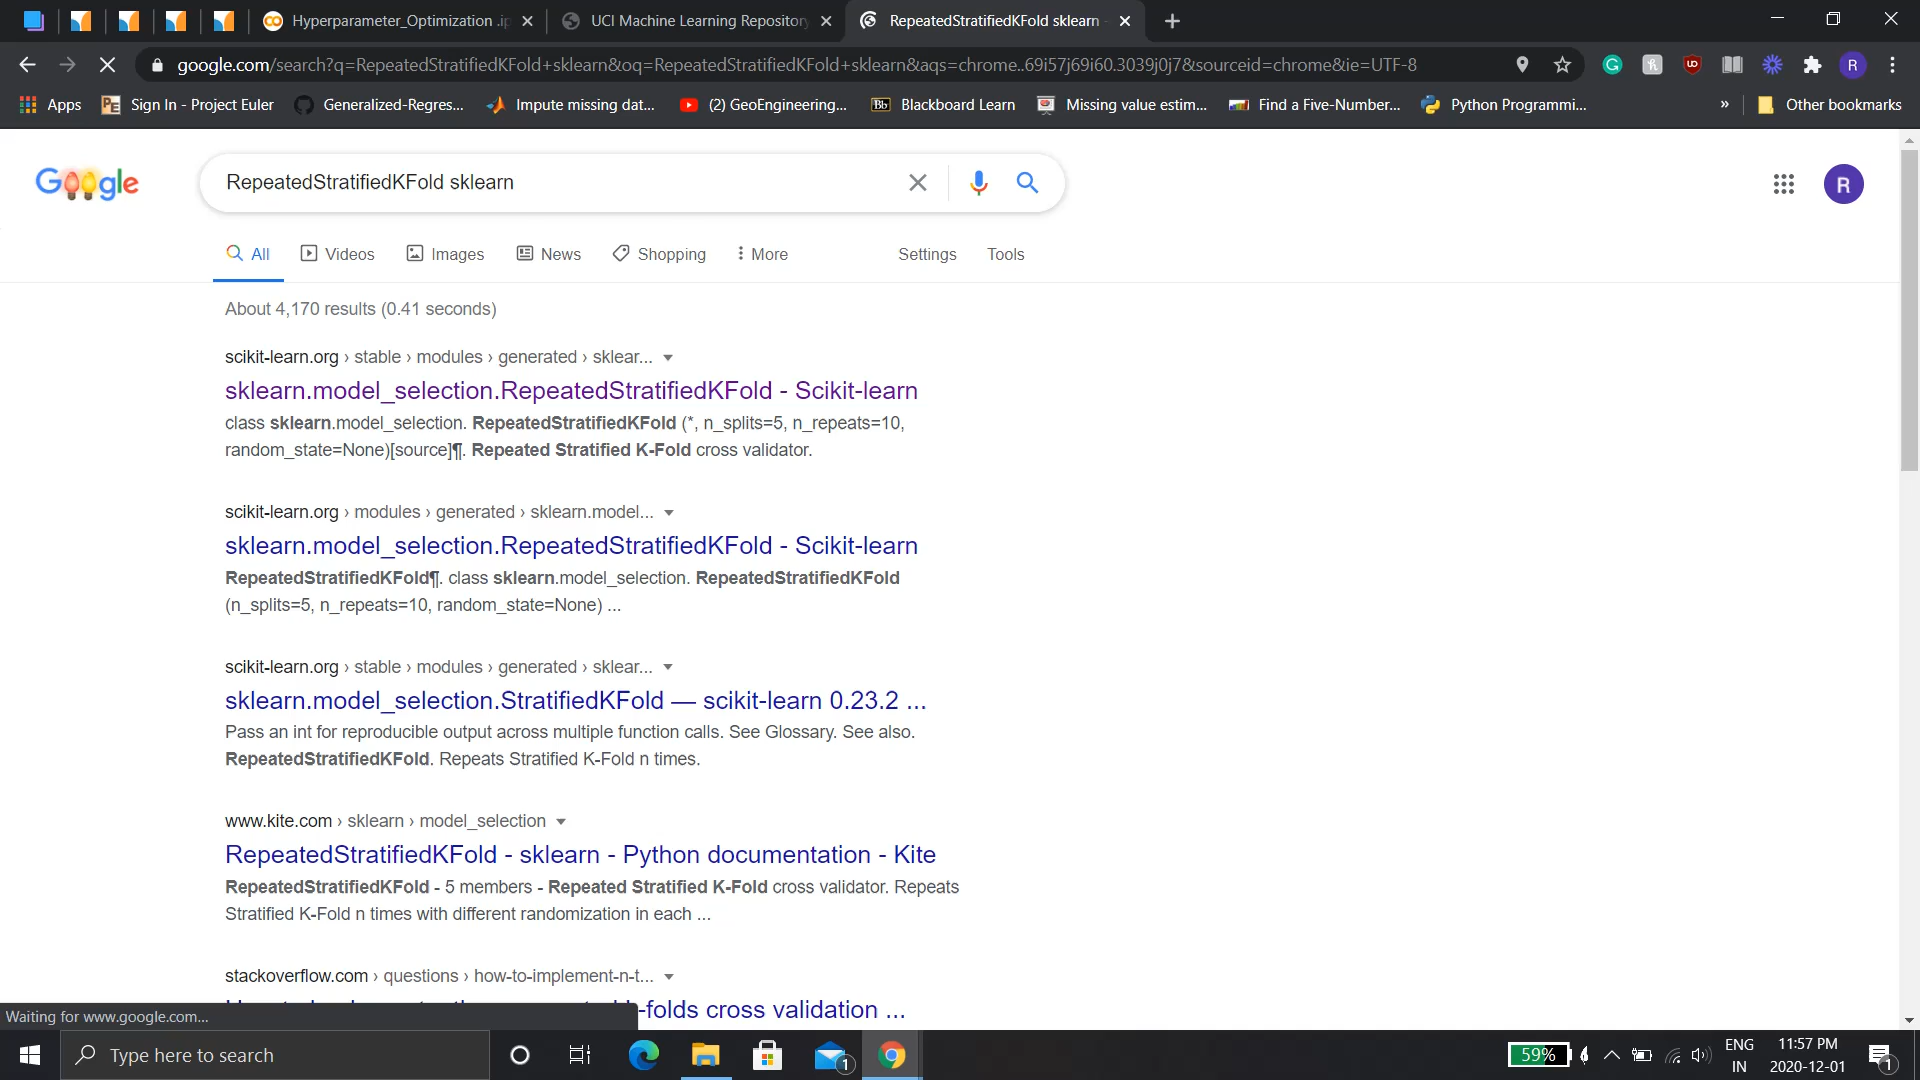 Hyperparameter_Optimization .ip
UCI Machine Learning Repository
RepeatedStratifiedKFold sklearn -
google.com/search?q=RepeatedStratifiedKFold+sklearn&oq=RepeatedStratifiedKFold+sklearn&aqs=chrome..69i57j69i60.3039j0j7&sourceid=chrome&ie=UTF-8
R
Apps
Sign In - Project Euler
Generalized-Regres...
Impute missing dat...
(2) GeoEngineering...
Bb Blackboard Learn
Missing value estim...
Find a Five-Number...
Python Programmi...
»
Other bookmarks
Google
RepeatedStratifiedKFold sklearn
R
All
Videos
Images
News
Shopping
More
Settings
Tools
About 4,170 results (0.41 seconds)
scikit-learn.org › stable › modules › generated › sklear...
sklearn.model_selection.RepeatedStratifiedKFold - Scikit-learn
class sklearn.model_selection. RepeatedStratifiedKFold (*, n_splits=5, n_repeats=10,
random_state=None)[source]¶. Repeated Stratified K-Fold cross validator.
scikit-learn.org › modules › generated › sklearn.model...
sklearn.model_selection.RepeatedStratifiedKFold - Scikit-learn
RepeatedStratifiedKFold¶. class sklearn.model_selection. RepeatedStratifiedKFold
(n_splits=5, n_repeats=10, random_state=None) ...
scikit-learn.org › stable › modules › generated › sklear...
sklearn.model_selection.StratifiedKFold — scikit-learn 0.23.2 ...
Pass an int for reproducible output across multiple function calls. See Glossary. See also.
RepeatedStratifiedKFold. Repeats Stratified K-Fold n times.
www.kite.com › sklearn › model_selection
RepeatedStratifiedKFold - sklearn - Python documentation - Kite
RepeatedStratifiedKFold - 5 members - Repeated Stratified K-Fold cross validator. Repeats
Stratified K-Fold n times with different randomization in each ...
stackoverflow.com › questions › how-to-implement-n-t...
-folds cross validation ...
Waiting for www.google.com...
Type here to search
1
59%
ENG
IN
11:57 PM
2020-12-01
1